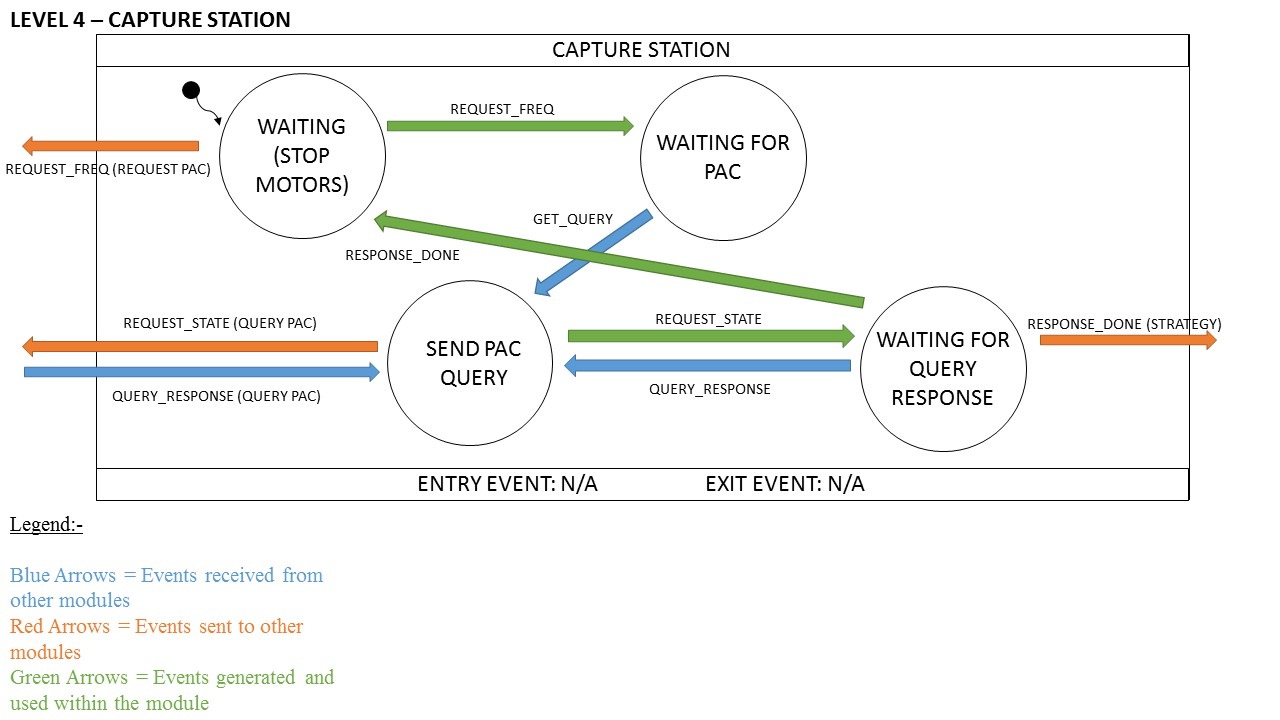 LEVEL 4 – CAPTURE STATION
CAPTURE STATION
WAITING
(STOP
MOTORS)
REQUEST_FREQ
WAITING FOR
PAC
REQUEST_FREQ (REQUEST PAC)
GET_QUERY
RESPONSE_DONE
REQUEST_STATE (QUERY PAC)
QUERY_RESPONSE (QUERY PAC)
SEND PAC
QUERY
REQUEST_STATE
QUERY_RESPONSE
WAITING FOR
QUERY
RESPONSE
RESPONSE_DONE (STRATEGY)
ENTRY EVENT: N/A
EXIT EVENT: N/A
Legend:-
Blue Arrows = Events received from
other modules
Red Arrows = Events sent to other
modules
Green Arrows = Events generated and
used within the module